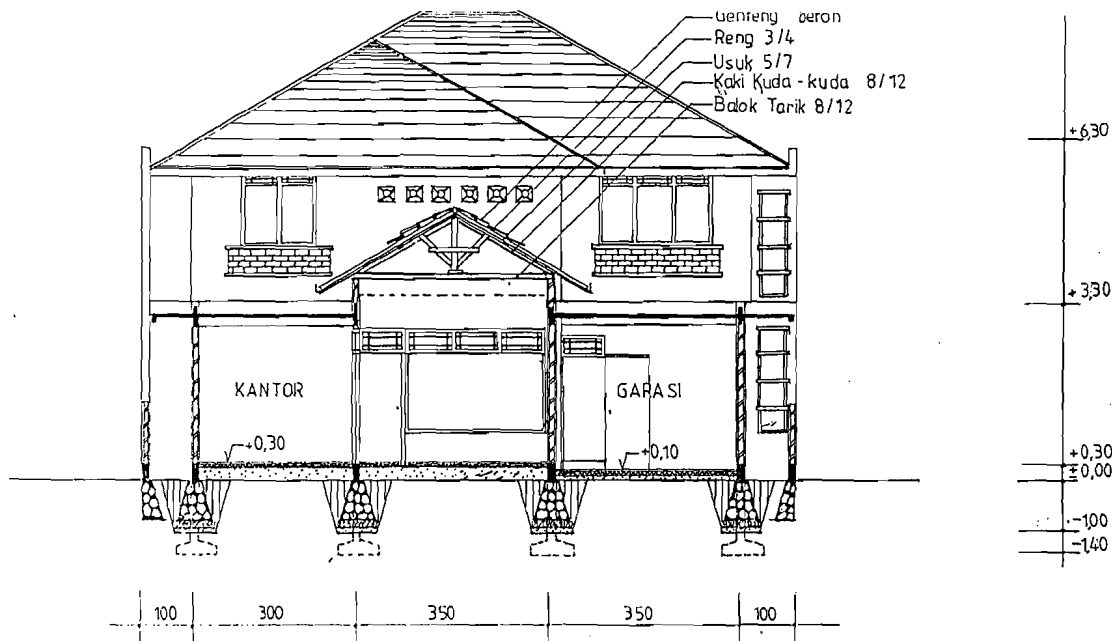 Genteng beton
Reng 3/4
Usuk 5/7
Kaki Kuda-kuda 8/12
Balok Tarik 8/12
+6,30
+3,30
KANTOR
GARASI
+0,30
+0,10
+0,30
±0,00
-1,00
-1,40
100
300
350
350
100